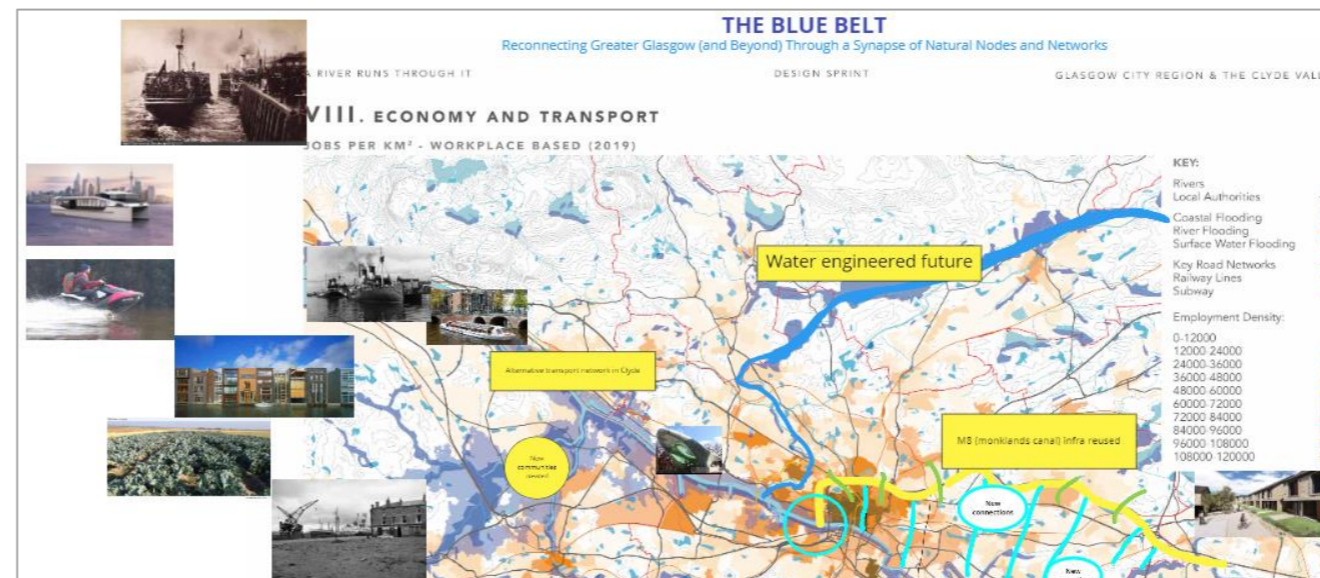 THE BLUE BELT
Reconnecting Greater Glasgow (and Beyond) Through a Synapse of Natural Nodes and Networks
A RIVER RUNS THROUGH IT
DESIGN SPRINT
GLASGOW CITY REGION & THE CLYDE VALL
VIII. ECONOMY AND TRANSPORT
JOBS PER KM² - WORKPLACE BASED (2019)
KEY:
Rivers
Local Authorities
Coastal Flooding
River Flooding
Surface Water Flooding
Key Road Networks
Railway Lines
Subway
Employment Density:
0-12000
12000-24000
24000-36000
36000-48000
48000-60000
60000-72000
72000-84000
84000-96000
96000-108000
108000-120000
Water engineered future
Alternative transport network in Clyde
M8 (monklands canal) infra reused
New
communities
New
connections
New